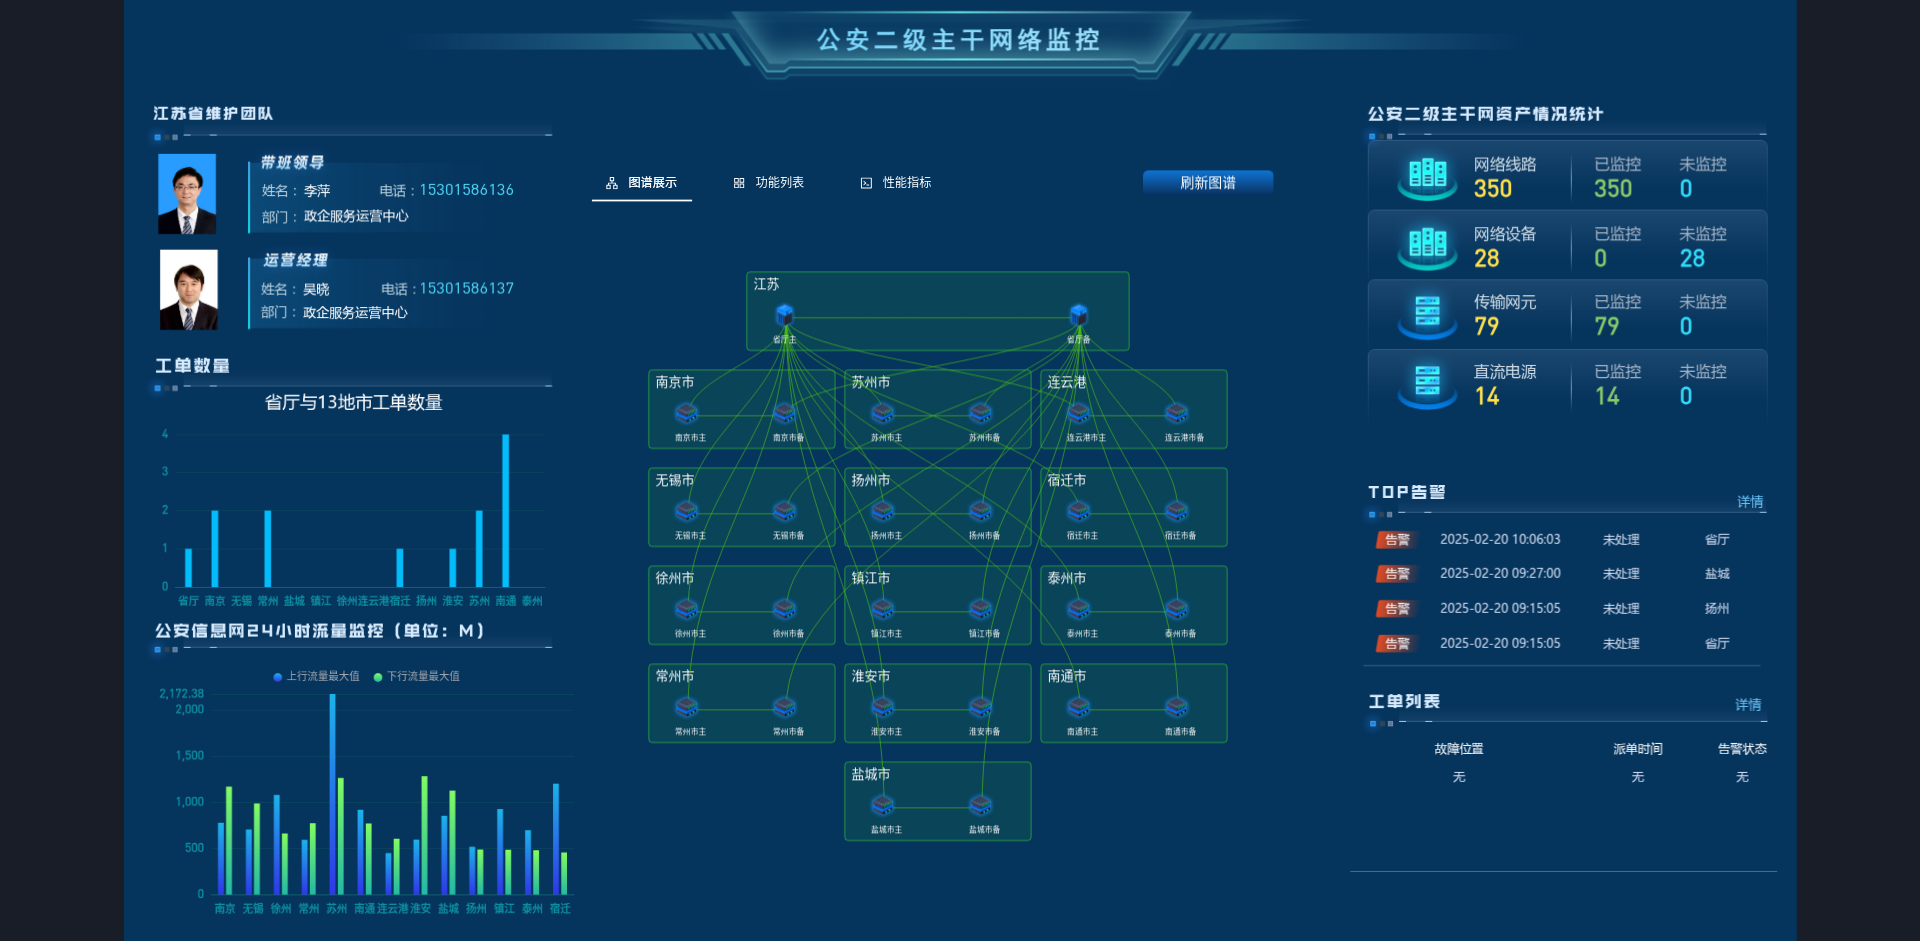 公安二级主干网络监控
江苏省维护团队
带班领导
姓名： 李萍 电话：15301586136
部门： 政企服务运营中心
运营经理
姓名： 吴晓 电话：15301586137
部门： 政企服务运营中心
工单数量
省厅与13地市工单数量
4
3
2
1
0
省厅 南京 无锡 常州 盐城 镇江 徐州 连云港 宿迁 扬州 淮安 苏州 南通 泰州
公安信息网24小时流量监控（单位：M）
上行流量最大值 下行流量最大值
2,172.38
2,000
1,500
1,000
500
0
南京 无锡 徐州 常州 苏州 南通 连云港 淮安 盐城 扬州 镇江 泰州 宿迁
图谱展示 功能列表 性能指标 刷新图谱
江苏
省厅主 省厅备
南京市 苏州市 连云港
南京市主 南京市备 苏州市主 苏州市备 连云港市主 连云港市备
无锡市 扬州市 宿迁市
无锡市主 无锡市备 扬州市主 扬州市备 宿迁市主 宿迁市备
徐州市 镇江市 泰州市
徐州市主 徐州市备 镇江市主 镇江市备 泰州市主 泰州市备
常州市 淮安市 南通市
常州市主 常州市备 淮安市主 淮安市备 南通市主 南通市备
盐城市
盐城市主 盐城市备
公安二级主干网资产情况统计
网络线路 已监控 未监控
350 350 0
网络设备 已监控 未监控
28 0 28
传输网元 已监控 未监控
79 79 0
直流电源 已监控 未监控
14 14 0
TOP告警
详情
告警 2025-02-20 10:06:03 未处理 省厅
告警 2025-02-20 09:27:00 未处理 盐城
告警 2025-02-20 09:15:05 未处理 扬州
告警 2025-02-20 09:15:05 未处理 省厅
工单列表
详情
故障位置 派单时间 告警状态
无 无 无